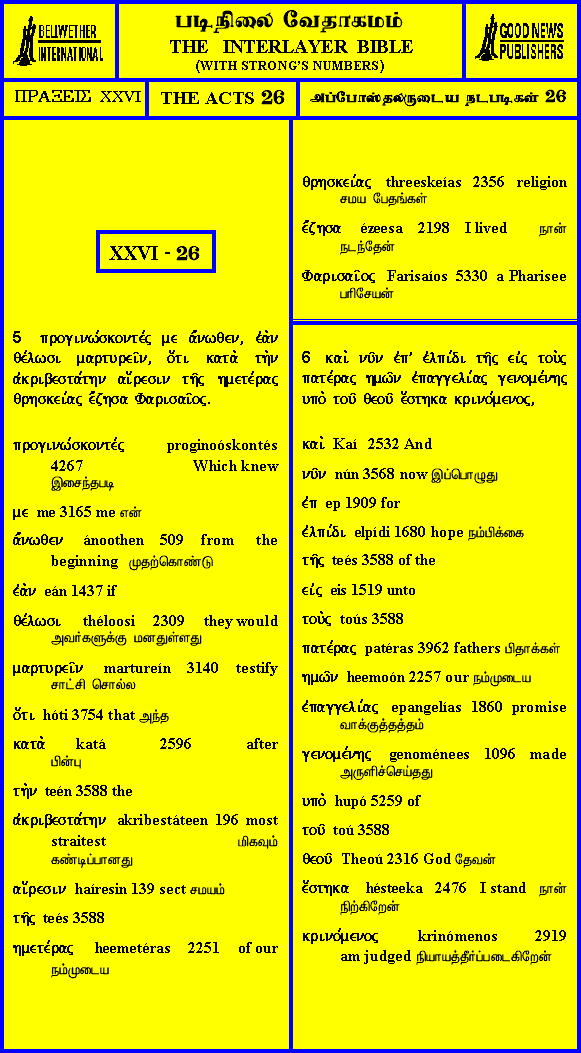 BELLWETHER
INTERNATIONAL
படிநிலை வேதாகமம்
THE INTERLAYER BIBLE
(WITH STRONG'S NUMBERS)
GOOD NEWS
PUBLISHERS
ΠΡΑΞΕΙΣ XXVI
THE ACTS 26
அப்போஸ்தலருடைய நடபடிகள் 26
XXVI - 26
5 προγινώσκοντές με ἄνωθεν, ἐὰν
θέλωσι μαρτυρεῖν, ὅτι κατὰ τὴν
ἀκριβεστάτην αἵρεσιν τῆς ημετέρας
θρησκείας ἔζησα Φαρισαῖος.
προγινώσκοντές proginoóskontés
4267 Which knew
இசைந்தபடி
με me 3165 me என்
ἄνωθεν ánoothen 509 from the
beginning முதற்கொண்டு
ἐὰν eán 1437 if
θέλωσι théloosi 2309 they would
அவர்களுக்கு மனதுள்ளது
μαρτυρεῖν martureín 3140 testify
சாட்சி சொல்ல
ὅτι hóti 3754 that அந்த
κατὰ katá 2596 after
பின்பு
τὴν teén 3588 the
ἀκριβεστάτην akribestáteen 196 most
straitest மிகவும்
கண்டிப்பானது
αἵρεσιν haíresin 139 sect சமயம்
τῆς teés 3588
ημετέρας heemetéras 2251 of our
நம்முடைய
θρησκείας threeskeías 2356 religion
சமய பேதங்கள்
ἔζησα ézeesa 2198 I lived நான்
நடந்தேன்
Φαρισαῖος Farisaíos 5330 a Pharisee
பரிசேயன்
6 καὶ νῦν ἐπ' ἐλπίδι τῆς εἰς τοὺς
πατέρας ημῶν ἐπαγγελίας γενομένης
υπὸ τοῦ θεοῦ ἕστηκα κρινόμενος,
καὶ Kaí 2532 And
νῦν nún 3568 now இப்பொழுது
ἐπ ep 1909 for
ἐλπίδι elpídi 1680 hope நம்பிக்கை
τῆς teés 3588 of the
εἰς eis 1519 unto
τοὺς toús 3588
πατέρας patéras 3962 fathers பிதாக்கள்
ημῶν heemoón 2257 our நம்முடைய
ἐπαγγελίας epangelías 1860 promise
வாக்குத்தத்தம்
γενομένης genoménees 1096 made
அருளிச்செய்தது
υπὸ hupó 5259 of
τοῦ toú 3588
θεοῦ Theoú 2316 God தேவன்
ἕστηκα hésteeka 2476 I stand நான்
நிற்கிறேன்
κρινόμενος krinómenos 2919
am judged நியாயத்தீர்ப்படைகிறேன்